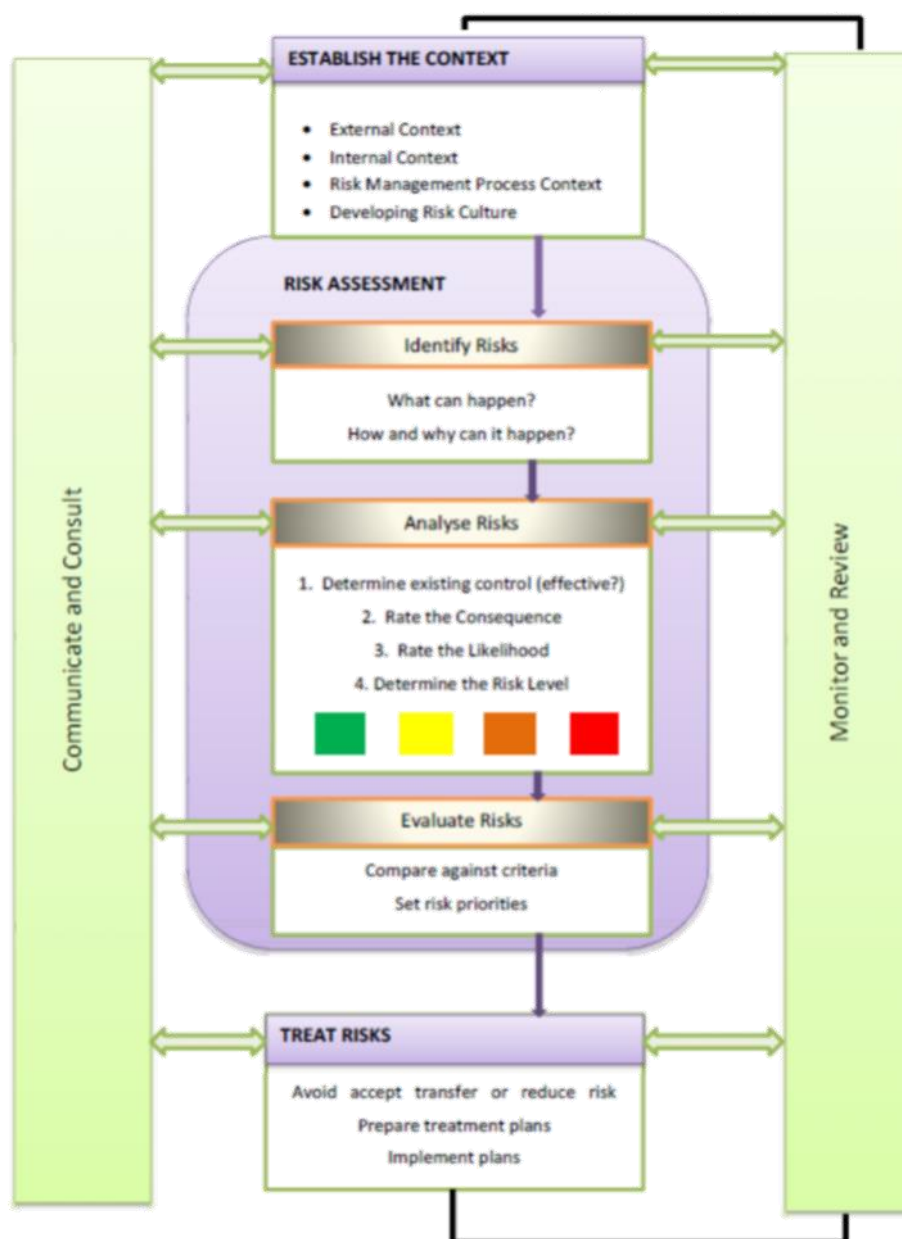 ESTABLISH THE CONTEXT
• External Context
• Internal Context
• Risk Management Process Context
• Developing Risk Culture
RISK ASSESSMENT
Identify Risks
What can happen?
How and why can it happen?
Analyse Risks
1. Determine existing control (effective?)
2. Rate the Consequence
3. Rate the Likelihood
4. Determine the Risk Level
Evaluate Risks
Compare against criteria
Set risk priorities
TREAT RISKS
Avoid accept transfer or reduce risk
Prepare treatment plans
Implement plans
Communicate and Consult
Monitor and Review